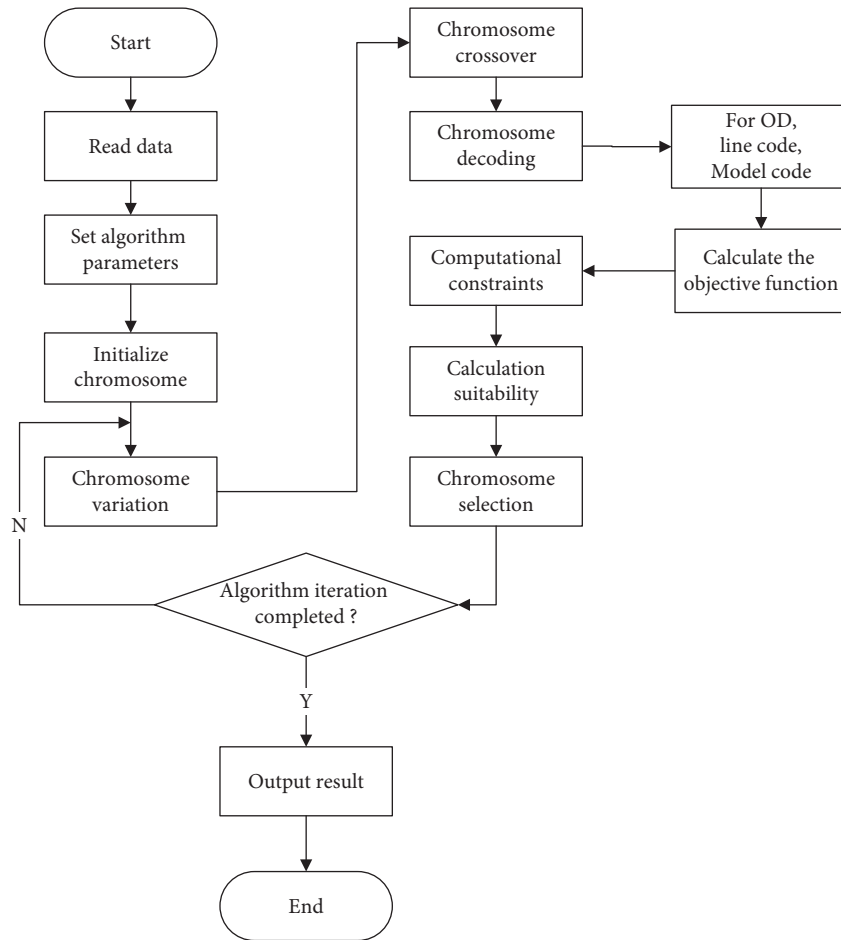 Start
Read data
Set algorithm
parameters
Initialize
chromosome
Chromosome
variation
Chromosome
crossover
Chromosome
decoding
For OD,
line code,
Model code
Calculate the
objective function
Computational
constraints
Calculation
suitability
Chromosome
selection
Algorithm iteration
completed ?
N
Y
Output result
End